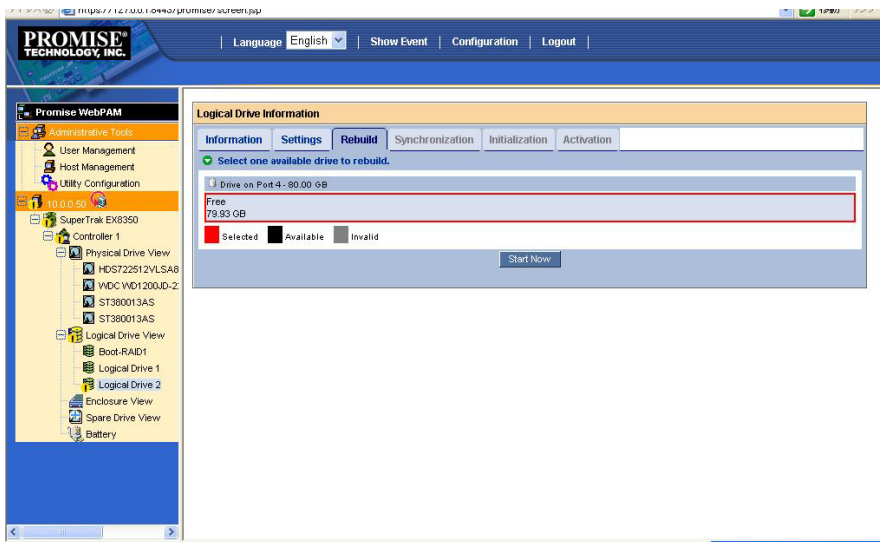 https://127.0.0.1:8443/promise/screen.jsp
PROMISE®
TECHNOLOGY, INC.
| Language English | Show Event | Configuration | Logout |
Promise WebPAM
Administrative Tools
User Management
Host Management
Utility Configuration
10.0.0.50
SuperTrak EX8350
Controller 1
Physical Drive View
HDS722512VLSA8
WDC WD1200JD-2
ST380013AS
ST380013AS
Logical Drive View
Boot-RAID1
Logical Drive 1
Logical Drive 2
Enclosure View
Spare Drive View
Battery
Logical Drive Information
Information Settings Rebuild Synchronization Initialization Activation
Select one available drive to rebuild.
Drive on Port 4 - 80.00 GB
Free
79.93 GB
Selected Available Invalid
Start Now